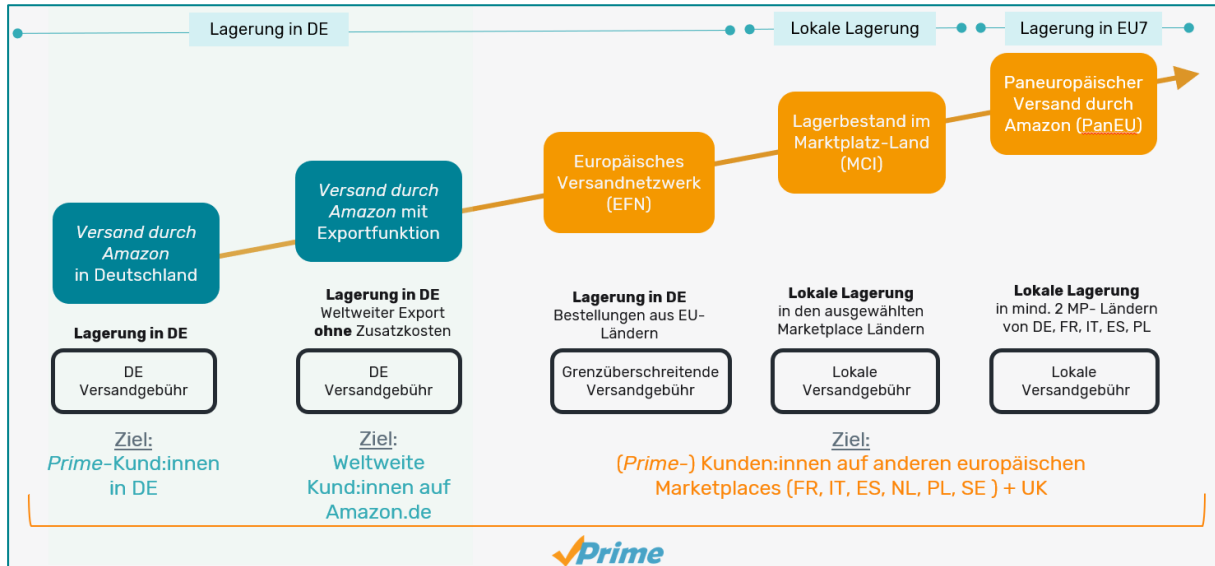 Lagerung in DE
Lokale Lagerung
Lagerung in EU7
Versand durch
Amazon
in Deutschland
Versand durch
Amazon mit
Exportfunktion
Europäisches
Versandnetzwerk
(EFN)
Lagerbestand im
Marktplatz-Land
(MCI)
Paneuropäischer
Versand durch
Amazon (PanEU)
Lagerung in DE
Lagerung in DE
Weltweiter Export
ohne Zusatzkosten
Lagerung in DE
Bestellungen aus EU-
Ländern
Lokale Lagerung
in den ausgewählten
Marketplace Ländern
Lokale Lagerung
in mind. 2 MP- Ländern
von DE, FR, IT, ES, PL
DE
Versandgebühr
DE
Versandgebühr
Grenzüberschreitende
Versandgebühr
Lokale
Versandgebühr
Lokale
Versandgebühr
Ziel:
Prime-Kund:innen
in DE
Ziel:
Weltweite
Kund:innen auf
Amazon.de
Ziel:
(Prime-) Kunden:innen auf anderen europäischen
Marketplaces (FR, IT, ES, NL, PL, SE ) + UK
Prime